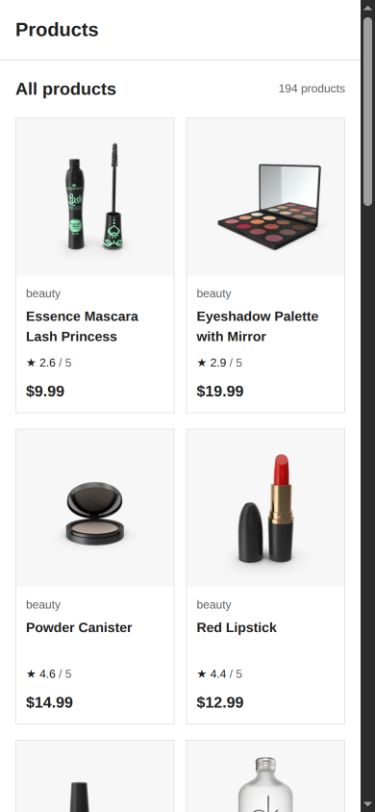 Products
All products
194 products
beauty
Essence Mascara
Lash Princess
★ 2.6 / 5
$9.99
beauty
Eyeshadow Palette
with Mirror
★ 2.9 / 5
$19.99
beauty
Powder Canister
★ 4.6 / 5
$14.99
beauty
Red Lipstick
★ 4.4 / 5
$12.99